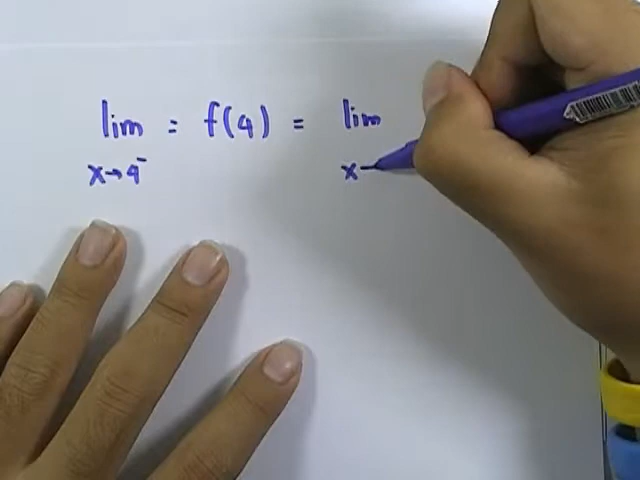 lim = f(4) = lim
x→4⁻ x-